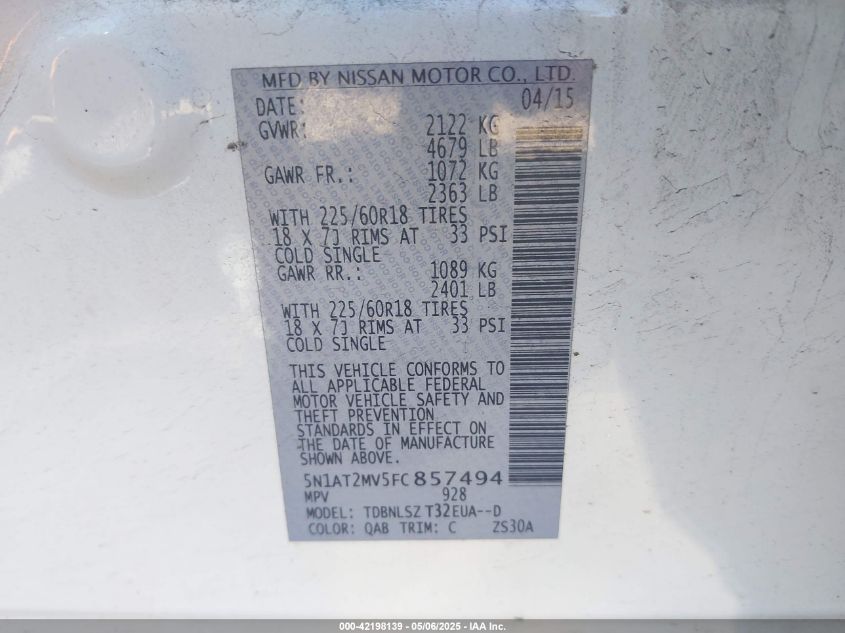 MFD BY NISSAN MOTOR CO., LTD.
DATE: 04/15
GVWR: 2122 KG
4679 LB
GAWR FR.: 1072 KG
2363 LB
WITH 225/60R18 TIRES
18 X 7J RIMS AT 33 PSI
COLD SINGLE
GAWR RR.: 1089 KG
2401 LB
WITH 225/60R18 TIRES
18 X 7J RIMS AT 33 PSI
COLD SINGLE
THIS VEHICLE CONFORMS TO
ALL APPLICABLE FEDERAL
MOTOR VEHICLE SAFETY AND
THEFT PREVENTION
STANDARDS IN EFFECT ON
THE DATE OF MANUFACTURE
SHOWN ABOVE.
5N1AT2MV5FC857494
MPV 928
MODEL: TDBNLSZ T32EUA--D
COLOR: QAB TRIM: C ZS30A
000-42198139 - 05/06/2025 - IAA Inc.